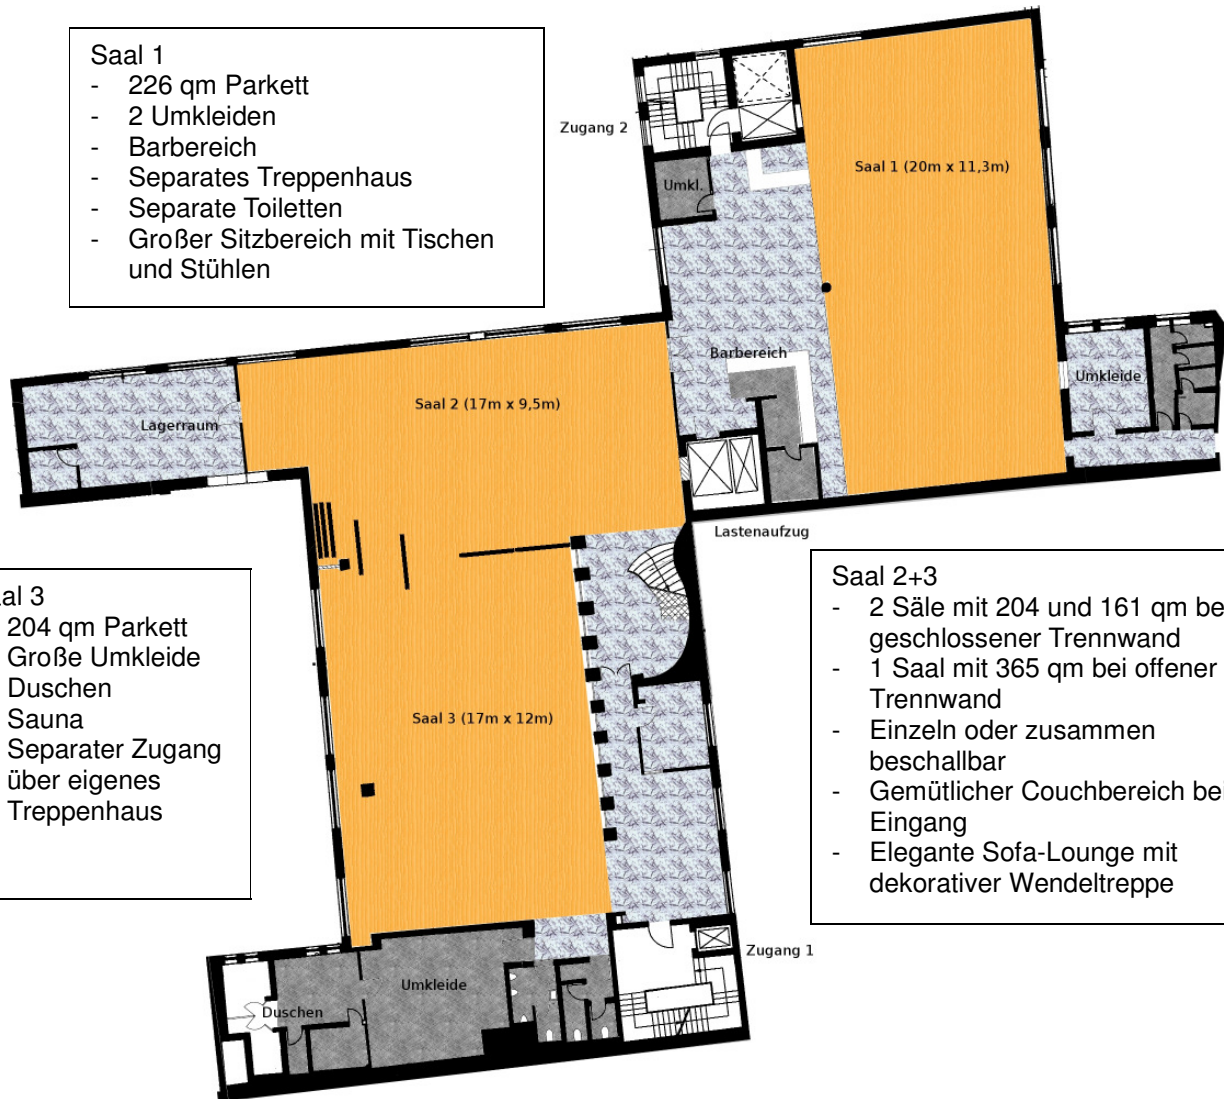 Saal 1
- 226 qm Parkett
- 2 Umkleiden
- Barbereich
- Separates Treppenhaus
- Separate Toiletten
- Großer Sitzbereich mit Tischen
und Stühlen
Zugang 2
Umkl.
Saal 1 (20m x 11,3m)
Barbereich
Umkleide
Saal 2 (17m x 9,5m)
Lagerraum
Lastenaufzug
al 3
204 qm Parkett
Große Umkleide
Duschen
Sauna
Separater Zugang
über eigenes
Treppenhaus
Saal 2+3
- 2 Säle mit 204 und 161 qm be
geschlossener Trennwand
- 1 Saal mit 365 qm bei offener
Trennwand
- Einzeln oder zusammen
beschallbar
- Gemütlicher Couchbereich bei
Eingang
- Elegante Sofa-Lounge mit
dekorativer Wendeltreppe
Saal 3 (17m x 12m)
Zugang 1
Umkleide
Duschen